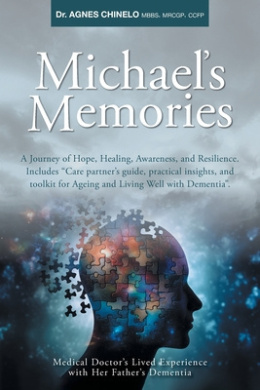 Dr. AGNES CHINELO MBBS, MRCGP, CCFP
Michael's
Memories
A Journey of Hope, Healing, Awareness, and Resilience.
Includes “Care partner's guide, practical insights, and
toolkit for Ageing and Living Well with Dementia”.
Medical Doctor's Lived Experience
with Her Father's Dementia